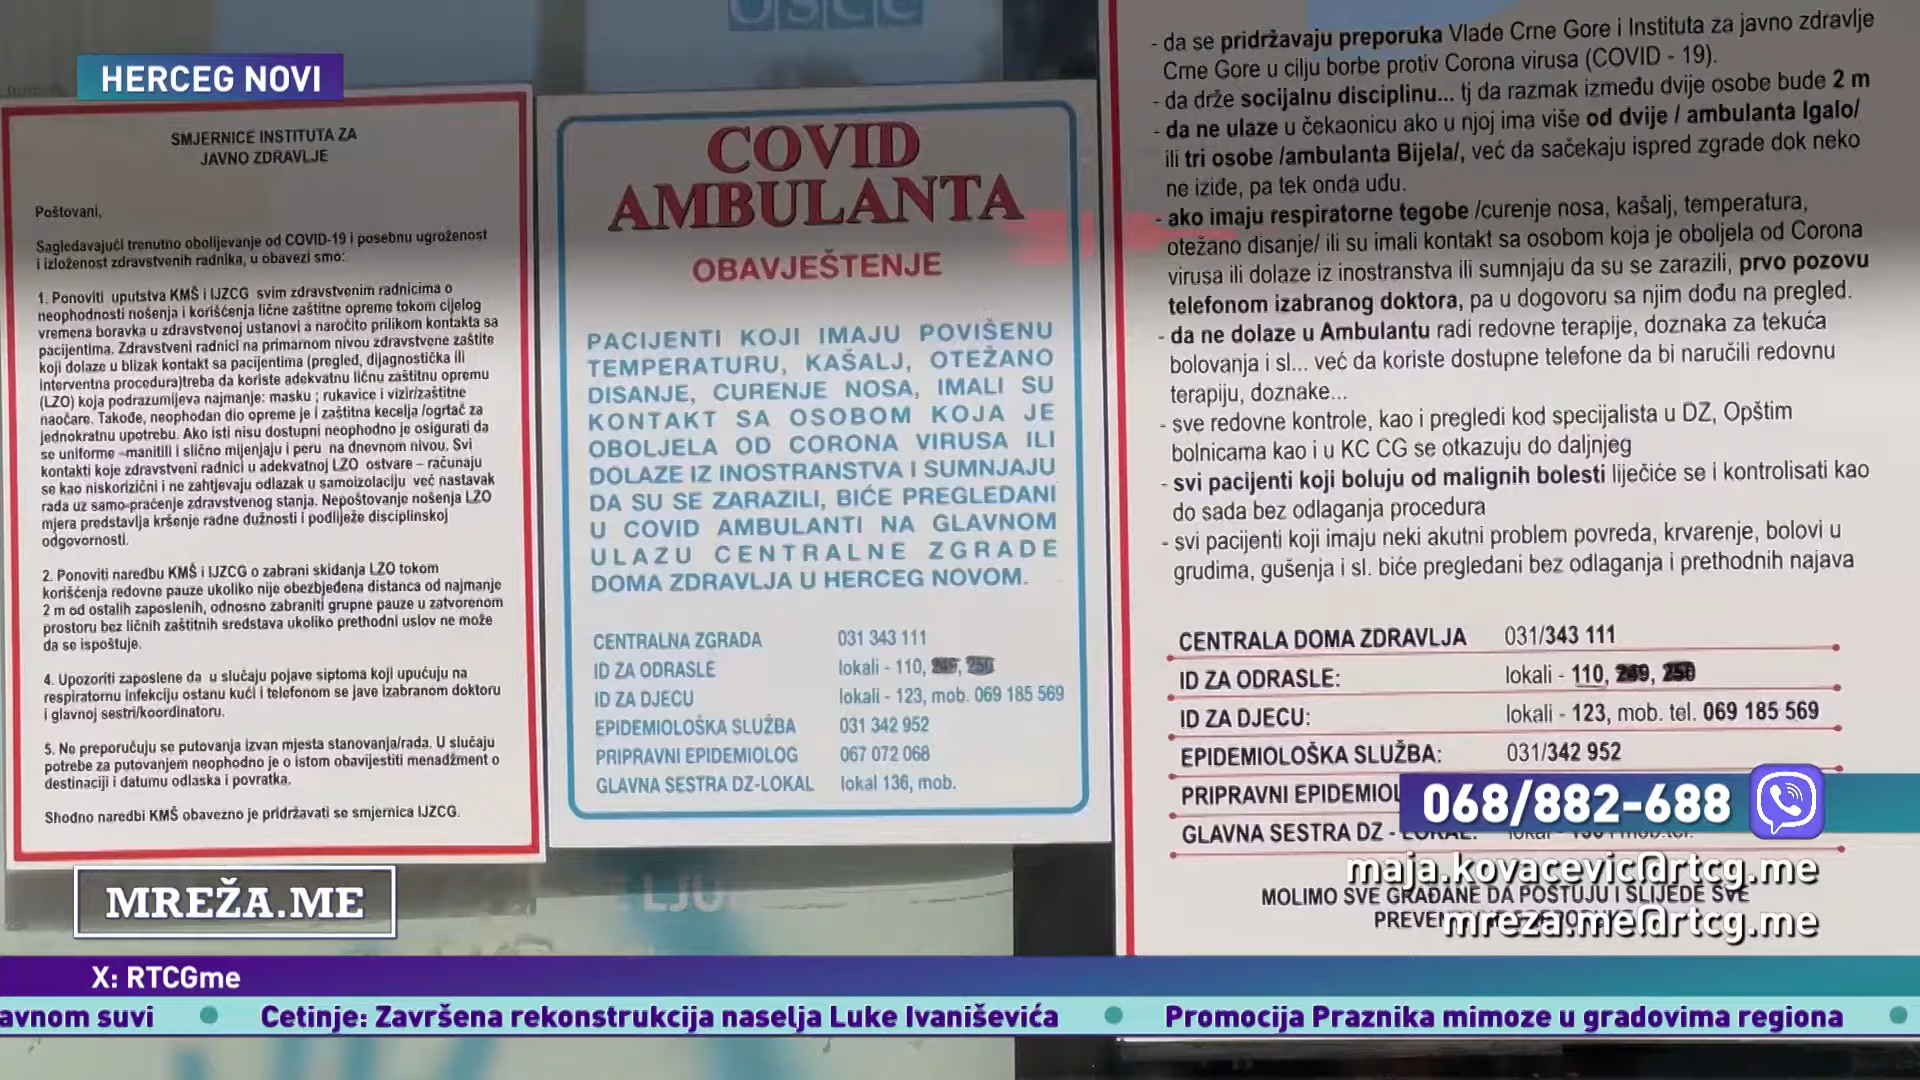 OSCE
HERCEG NOVI
SMJERNICE INSTITUTA ZA
JAVNO ZDRAVLJE
Poštovani,
Sagledavajući trenutno obolijevanje od COVID-19 i posebnu ugroženost
i izloženost zdravstvenih radnika, u obavezi smo:
1. Ponoviti uputstva KMŠ i IJZCG svim zdravstvenim radnicima o
neophodnosti nošenja i korišćenja lične zaštitne opreme tokom cijelog
vremena boravka u zdravstvenoj ustanovi a naročito prilikom kontakta sa
pacijentima. Zdravstveni radnici na primarnom nivou zdravstvene zaštite
koji dolaze u blizak kontakt sa pacijentima (pregled, dijagnostička ili
interventna procedura)treba da koriste adekvatnu ličnu zaštitnu opremu
(LZO) koja podrazumijeva najmanje: masku ; rukavice i vizir/zaštitne
naočare. Takođe, neophodan dio opreme je i zaštitna kecelja /ogrtač za
jednokratnu upotrebu. Ako isti nisu dostupni neophodno je osigurati da
se uniforme –mantili i slično mijenjaju i peru na dnevnom nivou. Svi
kontakti koje zdravstveni radnici u adekvatnoj LZO ostvare – računaju
se kao niskorizični i ne zahtjevaju odlazak u samoizolaciju već nastavak
rada uz samo-praćenje zdravstvenog stanja. Nepoštovanje nošenja LZO
mjera predstavlja kršenje radne dužnosti i podliježe disciplinskoj
odgovornosti.
2. Ponoviti naredbu KMŠ i IJZCG o zabrani skidanja LZO tokom
korišćenja redovne pauze ukoliko nije obezbjeđena distanca od najmanje
2 m od ostalih zaposlenih, odnosno zabraniti grupne pauze u zatvorenom
prostoru bez ličnih zaštitnih sredstava ukoliko prethodni uslov ne može
da se ispoštuje.
4. Upozoriti zaposlene da u slučaju pojave siptoma koji upućuju na
respiratornu infekciju ostanu kući i telefonom se jave izabranom doktoru
i glavnoj sestri/koordinatoru.
5. Ne preporučuju se putovanja izvan mjesta stanovanja/rada. U slučaju
potrebe za putovanjem neophodno je o istom obavijestiti menadžment o
destinaciji i datumu odlaska i povratka.
Shodno naredbi KMŠ obavezno je pridržavati se smjernica IJZCG.
COVID
AMBULANTA
OBAVJEŠTENJE
PACIJENTI KOJI IMAJU POVIŠENU
TEMPERATURU, KAŠALJ, OTEŽANO
DISANJE, CURENJE NOSA, IMALI SU
KONTAKT SA OSOBOM KOJA JE
OBOLJELA OD CORONA VIRUSA ILI
DOLAZE IZ INOSTRANSTVA I SUMNJAJU
DA SU SE ZARAZILI, BIĆE PREGLEDANI
U COVID AMBULANTI NA GLAVNOM
ULAZU CENTRALNE ZGRADE
DOMA ZDRAVLJA U HERCEG NOVOM.
CENTRALNA ZGRADA 031 343 111
ID ZA ODRASLE lokali - 110, 249, 250
ID ZA DJECU lokali - 123, mob. 069 185 569
EPIDEMIOLOŠKA SLUŽBA 031 342 952
PRIPRAVNI EPIDEMIOLOG 067 072 068
GLAVNA SESTRA DZ-LOKAL lokal 136, mob.
- da se pridržavaju preporuka Vlade Crne Gore i Instituta za javno zdravlje
Crne Gore u cilju borbe protiv Corona virusa (COVID - 19).
- da drže socijalnu disciplinu... tj da razmak između dvije osobe bude 2 m
- da ne ulaze u čekaonicu ako u njoj ima više od dvije / ambulanta Igalo/
ili tri osobe /ambulanta Bijela/, već da sačekaju ispred zgrade dok neko
ne iziđe, pa tek onda uđu.
- ako imaju respiratorne tegobe /curenje nosa, kašalj, temperatura,
otežano disanje/ ili su imali kontakt sa osobom koja je oboljela od Corona
virusa ili dolaze iz inostranstva ili sumnjaju da su se zarazili, prvo pozovu
telefonom izabranog doktora, pa u dogovoru sa njim dođu na pregled.
- da ne dolaze u Ambulantu radi redovne terapije, doznaka za tekuća
bolovanja i sl... već da koriste dostupne telefone da bi naručili redovnu
terapiju, doznake...
- sve redovne kontrole, kao i pregledi kod specijalista u DZ, Opštim
bolnicama kao i u KC CG se otkazuju do daljnjeg
- svi pacijenti koji boluju od malignih bolesti liječiće se i kontrolisati kao
do sada bez odlaganja procedura
- svi pacijenti koji imaju neki akutni problem povreda, krvarenje, bolovi u
grudima, gušenja i sl. biće pregledani bez odlaganja i prethodnih najava
CENTRALA DOMA ZDRAVLJA 031/343 111
ID ZA ODRASLE: lokali - 110, 249, 250
ID ZA DJECU: lokali - 123, mob. tel. 069 185 569
EPIDEMIOLOŠKA SLUŽBA: 031/342 952
PRIPRAVNI EPIDEMIOL
GLAVNA SESTRA DZ - LOKAL: lokal - 136 i mob.tel.
MOLIMO SVE GRAĐANE DA POŠTUJU I SLIJEDE SVE
068/882-688
maja.kovacevic@rtcg.me
mreza.me@rtcg.me
MREŽA.ME
X: RTCGme
avnom suvi • Cetinje: Završena rekonstrukcija naselja Luke Ivaniševića • Promocija Praznika mimoze u gradovima regiona •